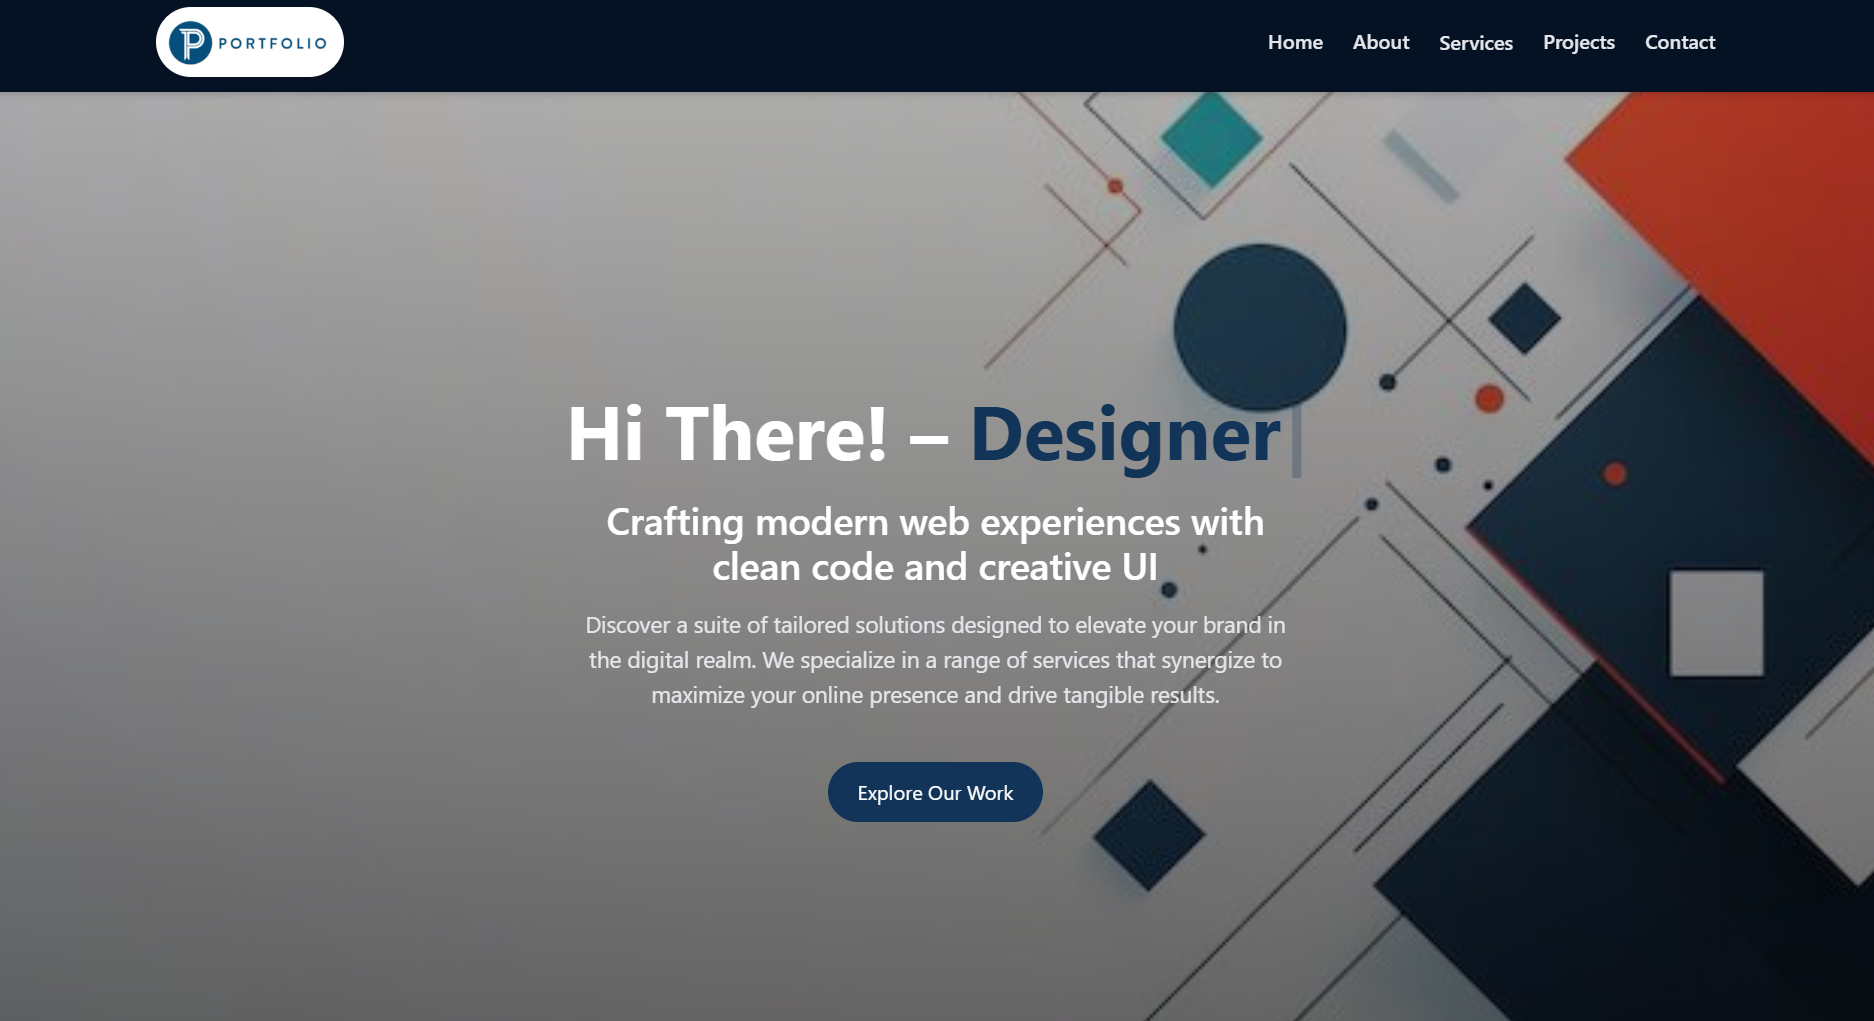 PORTFOLIO
Home About Services Projects Contact
Hi There! – Designer
Crafting modern web experiences with
clean code and creative UI
Discover a suite of tailored solutions designed to elevate your brand in
the digital realm. We specialize in a range of services that synergize to
maximize your online presence and drive tangible results.
Explore Our Work